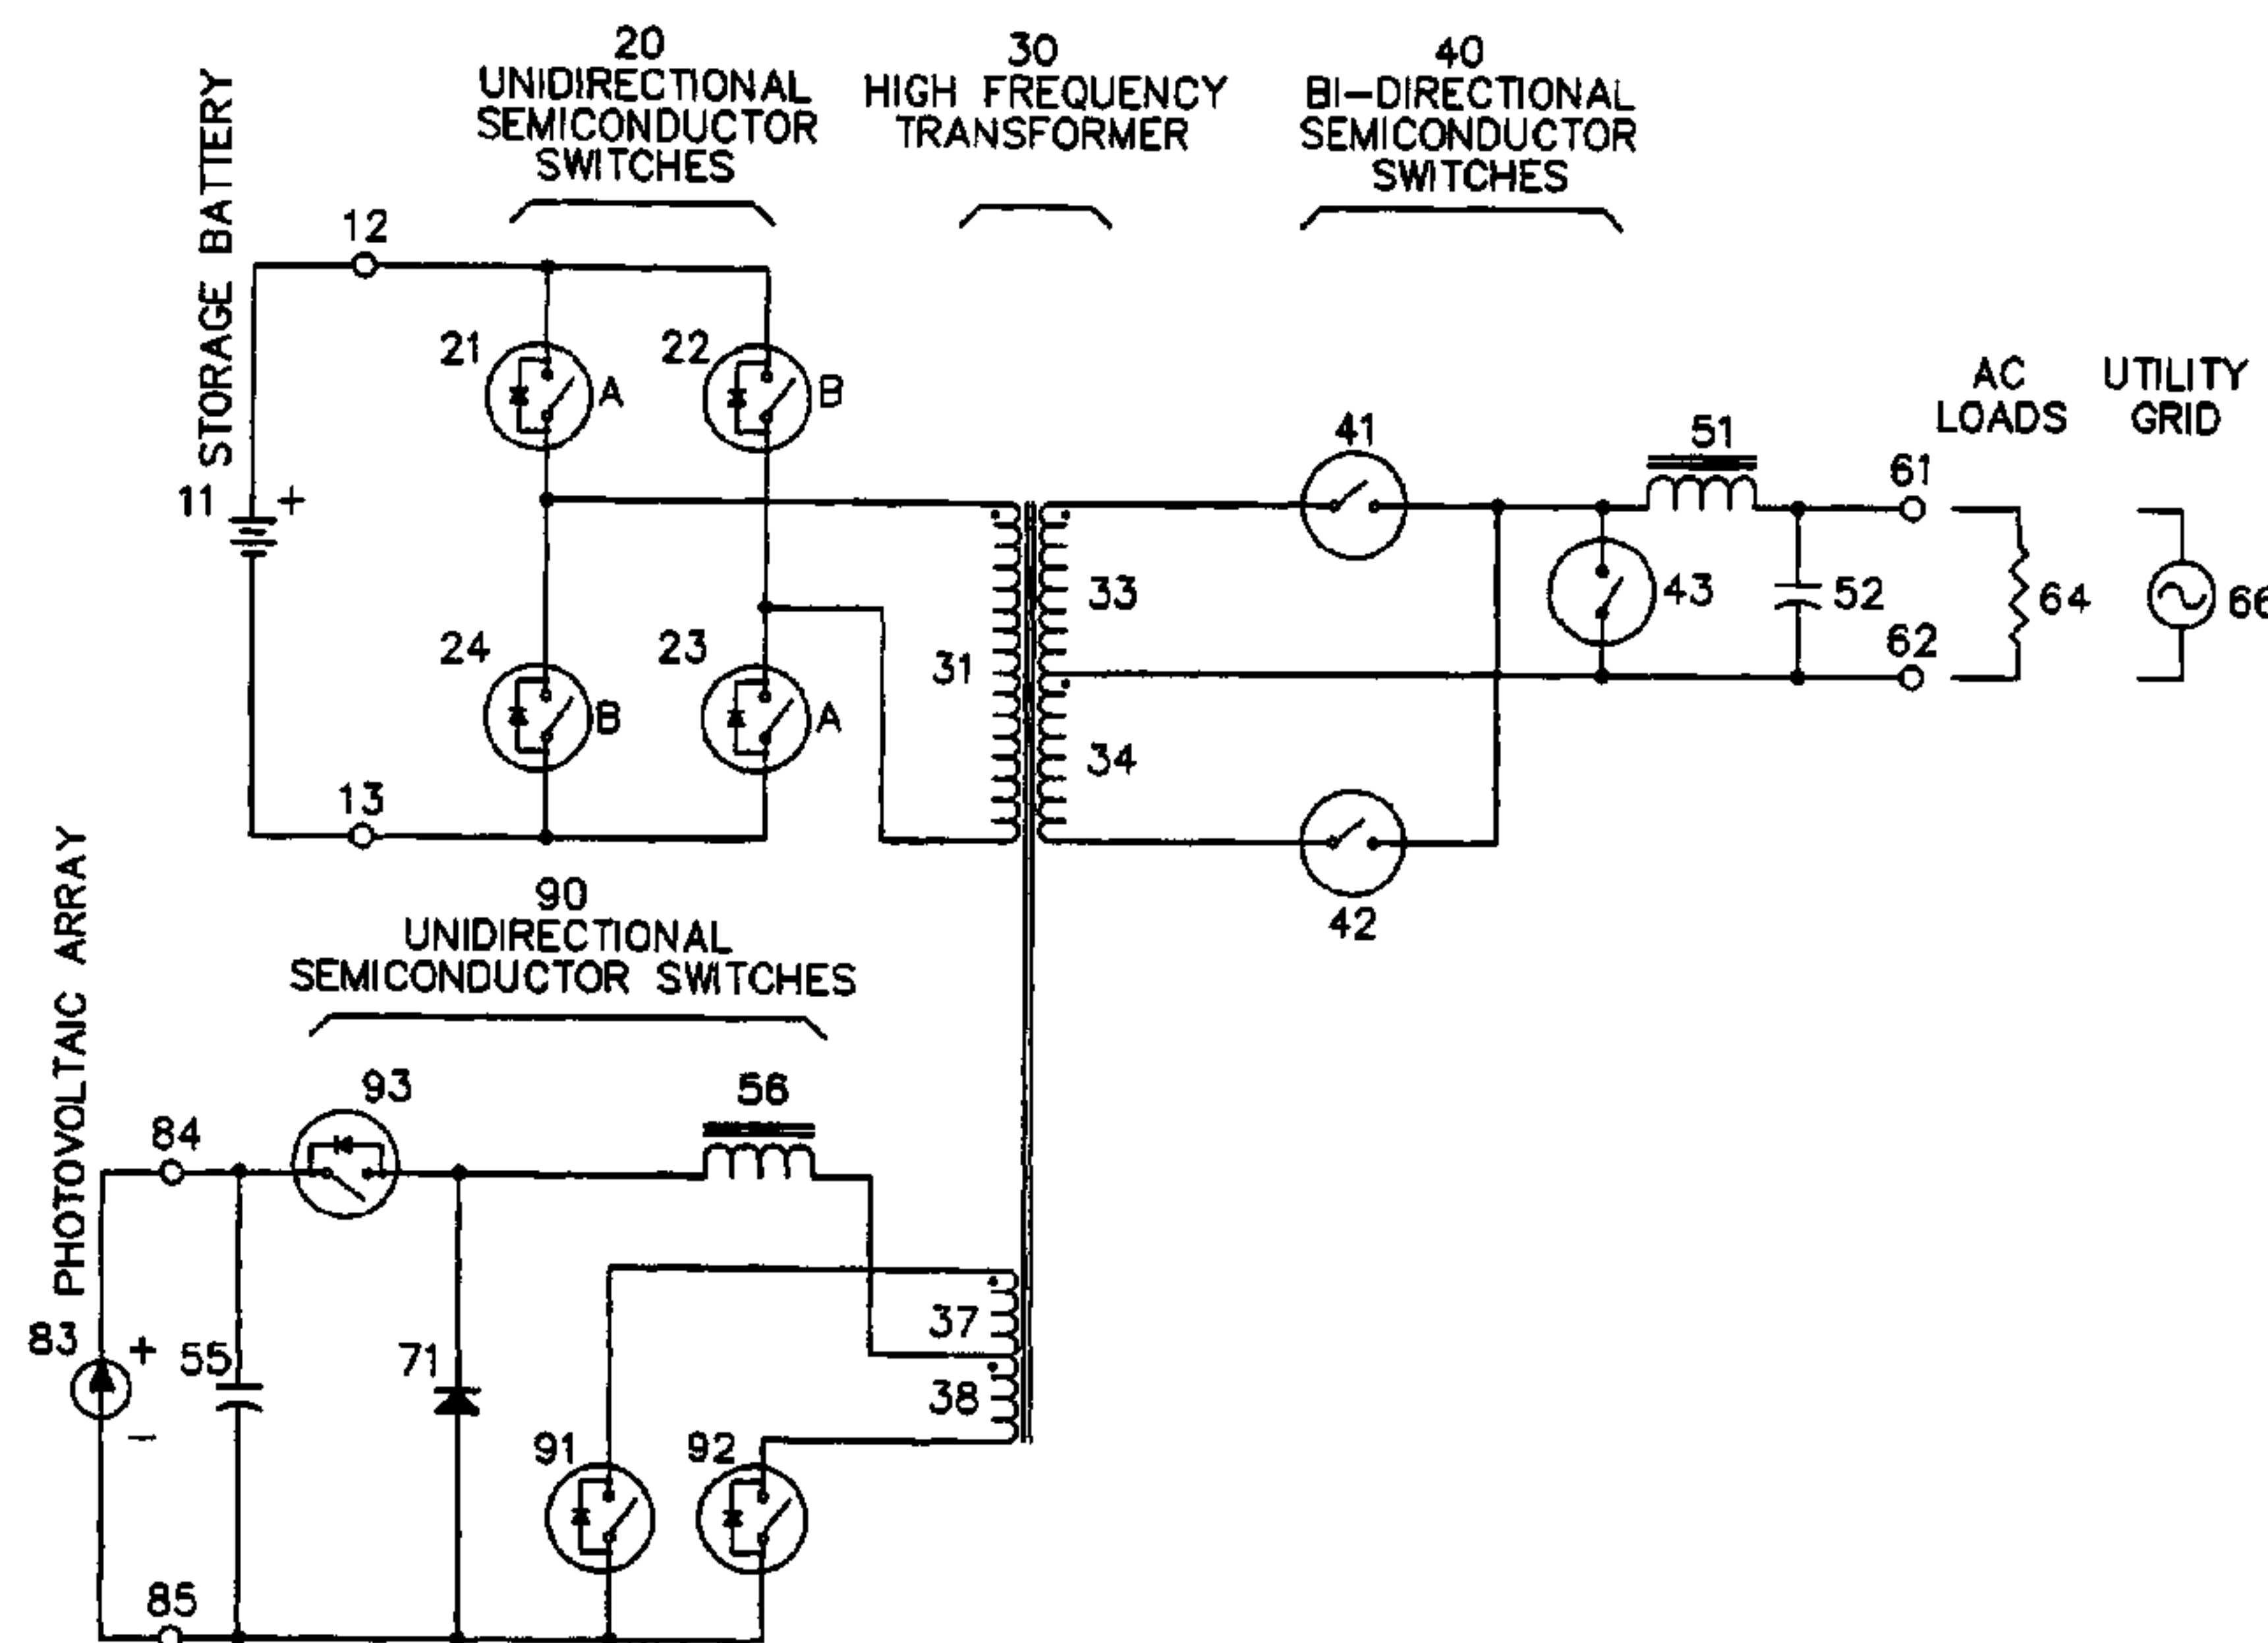 20
UNIDIRECTIONAL
SEMICONDUCTOR
SWITCHES
30
HIGH FREQUENCY
TRANSFORMER
40
BI-DIRECTIONAL
SEMICONDUCTOR
SWITCHES
STORAGE BATTERY
12
21
A
22
B
11
+
24
B
23
A
13
31
33
34
41
42
43
51
52
61
62
AC
LOADS
64
UTILITY
GRID
66
90
UNIDIRECTIONAL
SEMICONDUCTOR SWITCHES
PHOTOVOLTAIC ARRAY
93
56
84
83
+
−
55
71
37
38
91
92
85